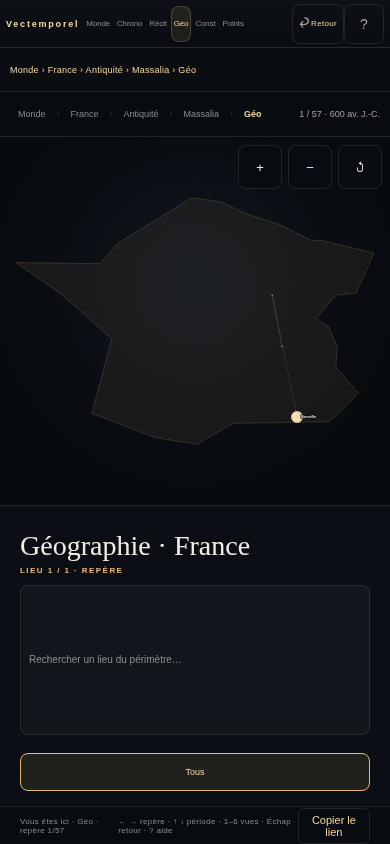 Vectemporel Monde Chrono Récit Géo Const Points Retour ?
Monde › France › Antiquité › Massalia › Géo
Monde › France › Antiquité › Massalia › Géo 1 / 57 · 600 av. J.-C.
+ −
Marseille
Géographie · France
LIEU 1 / 1 · REPÈRE
Rechercher un lieu du périmètre…
Tous
Vous êtes ici · Géo · repère 1/57
← → repère · ↑ ↓ période · 1–6 vues · Échap retour · ? aide
Copier le
lien